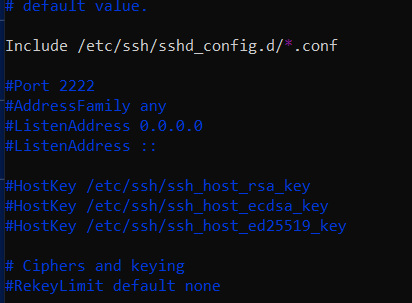 # default value.
Include /etc/ssh/sshd_config.d/*.conf
#Port 2222
#AddressFamily any
#ListenAddress 0.0.0.0
#ListenAddress ::
#HostKey /etc/ssh/ssh_host_rsa_key
#HostKey /etc/ssh/ssh_host_ecdsa_key
#HostKey /etc/ssh/ssh_host_ed25519_key
# Ciphers and keying
#RekeyLimit default none